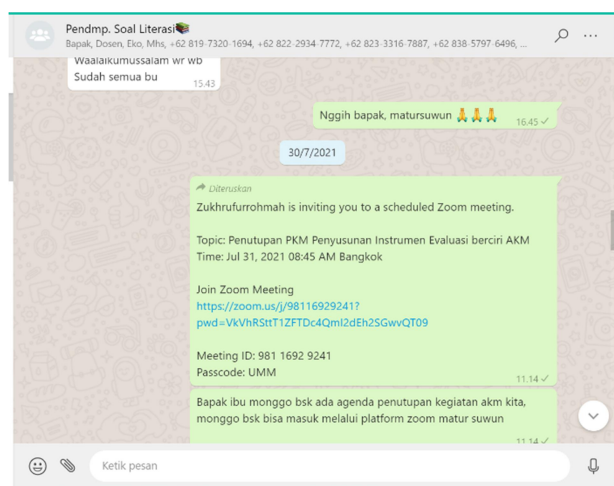 Pendmp. Soal Literasi📚
Bapak, Dosen, Eko, Mhs, +62 819-7320-1694, +62 822-2934-7772, +62 823-3316-7887, +62 838-5797-6496, ...
Waalaikumussalam wr wb
Sudah semua bu
15.43
Nggih bapak, matursuwun 🙏🙏🙏
16.45
30/7/2021
Diteruskan
Zukhrufurrohmah is inviting you to a scheduled Zoom meeting.
Topic: Penutupan PKM Penyusunan Instrumen Evaluasi berciri AKM
Time: Jul 31, 2021 08:45 AM Bangkok
Join Zoom Meeting
https://zoom.us/j/98116929241?
pwd=VkVhRSttT1ZFTDc4QmI2dEh2SGwvQT09
Meeting ID: 981 1692 9241
Passcode: UMM
11.14
Bapak ibu monggo bsk ada agenda penutupan kegiatan akm kita,
monggo bsk bisa masuk melalui platform zoom matur suwun
11.14
Ketik pesan